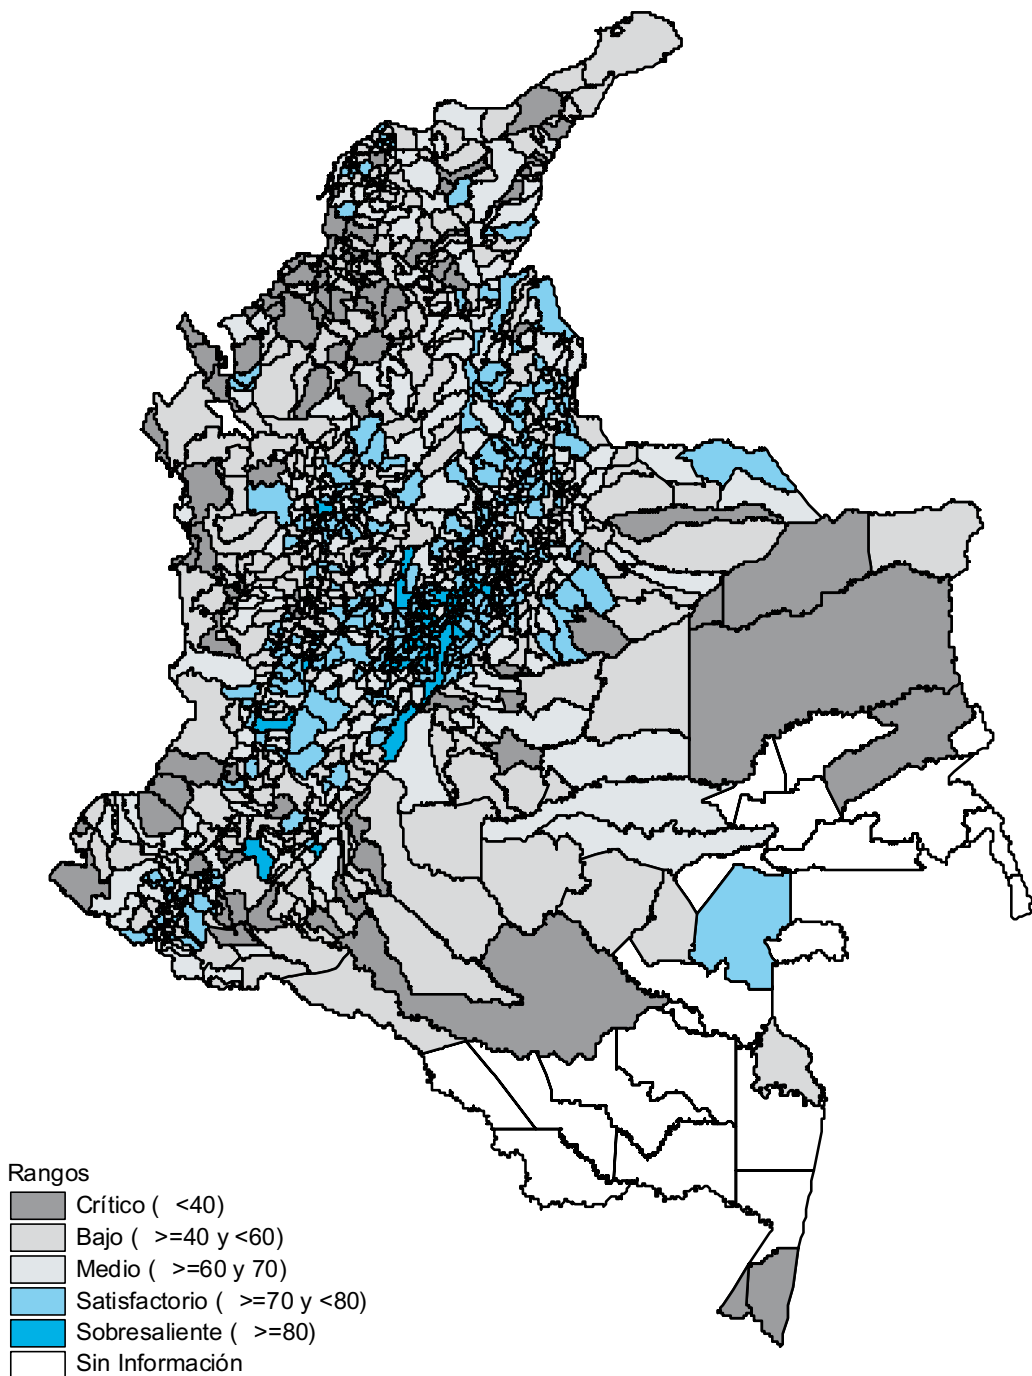 Rangos
Crítico ( <40)
Bajo ( >=40 y <60)
Medio ( >=60 y 70)
Satisfactorio ( >=70 y <80)
Sobresaliente ( >=80)
Sin Información